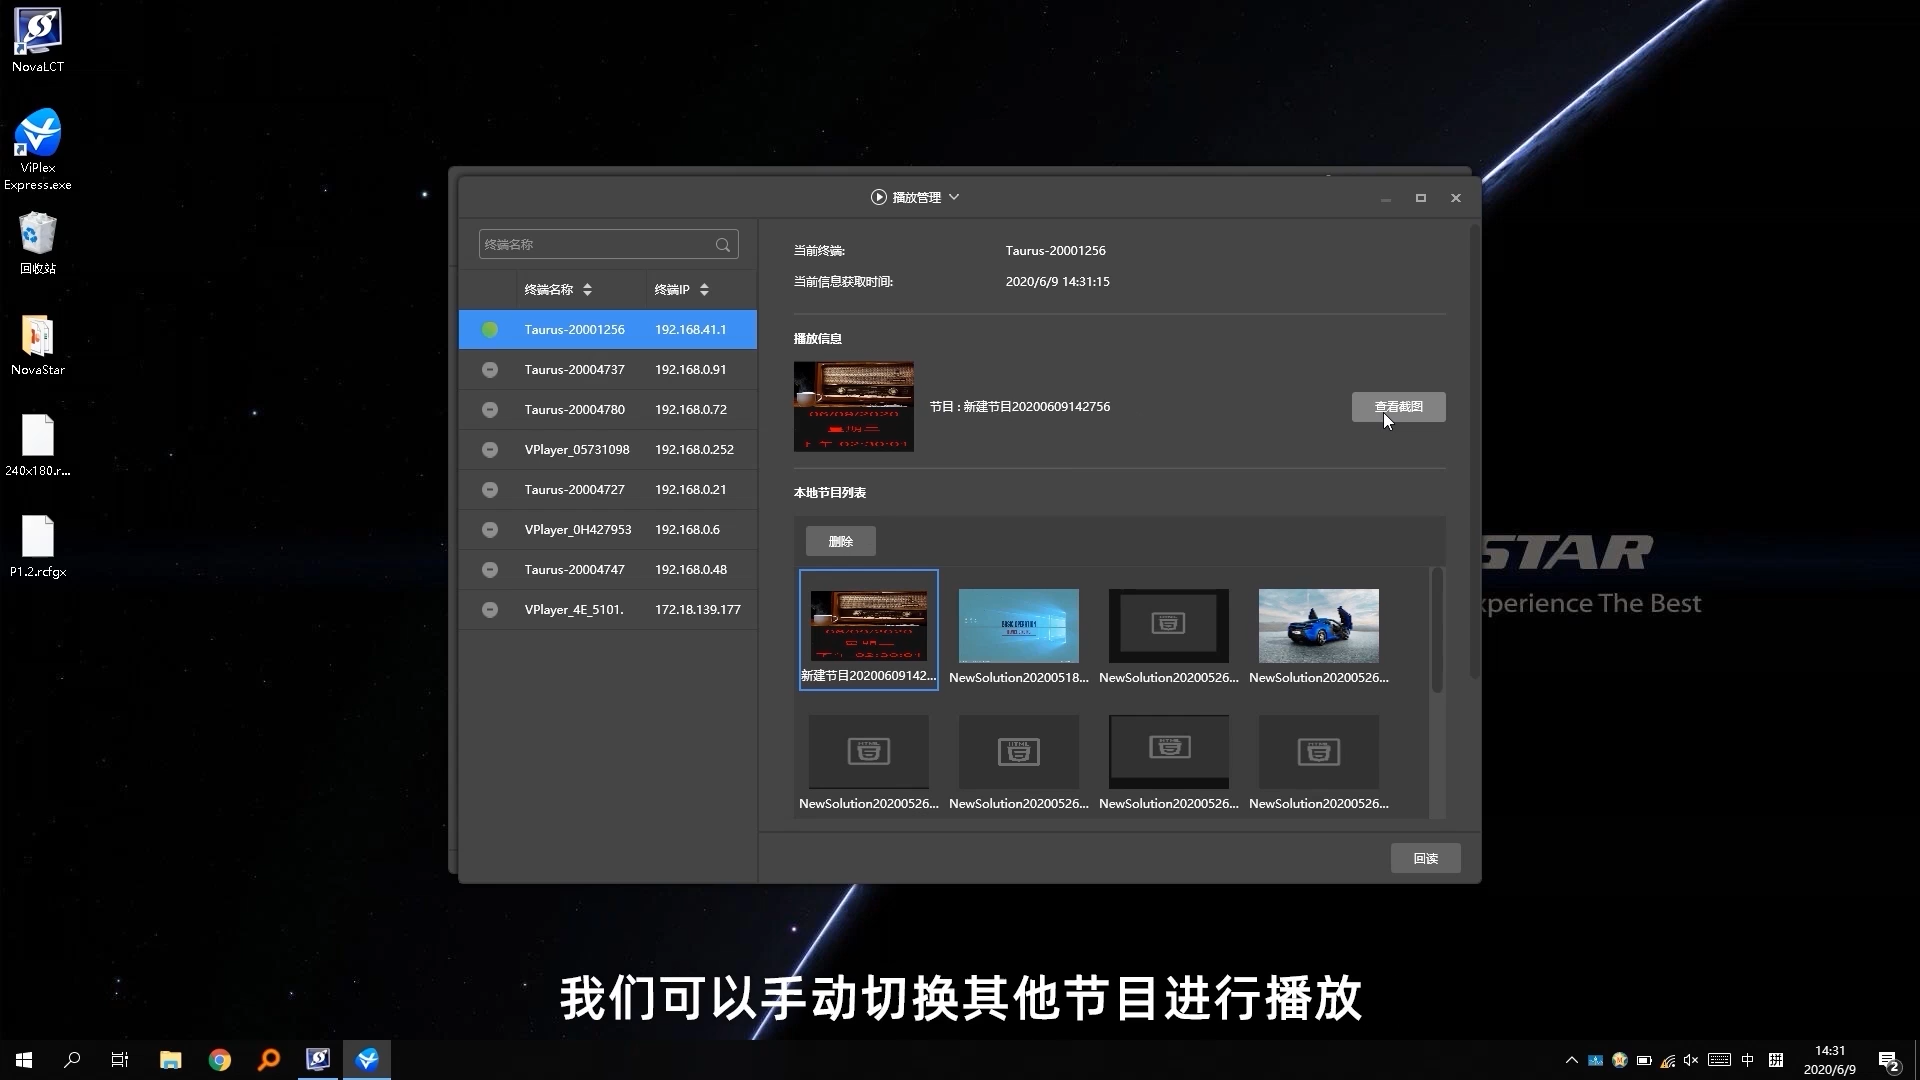 NovaLCT
ViPlex
Express.exe
回收站
NovaStar
240x180.r...
P1.2.rcfgx
播放管理
终端名称
终端名称 终端IP
Taurus-20001256 192.168.41.1
Taurus-20004737 192.168.0.91
Taurus-20004780 192.168.0.72
VPlayer_05731098 192.168.0.252
Taurus-20004727 192.168.0.21
VPlayer_0H427953 192.168.0.6
Taurus-20004747 192.168.0.48
VPlayer_4E_5101. 172.18.139.177
当前终端: Taurus-20001256
当前信息获取时间: 2020/6/9 14:31:15
播放信息
节目 : 新建节目20200609142756
查看截图
本地节目列表
删除
BASIC OPERATION
新建节目20200609142...
NewSolution20200518...
NewSolution20200526...
NewSolution20200526...
NewSolution20200526...
NewSolution20200526...
NewSolution20200526...
NewSolution20200526...
回读
STAR
xperience The Best
我们可以手动切换其他节目进行播放
中
拼
14:31
2020/6/9
2